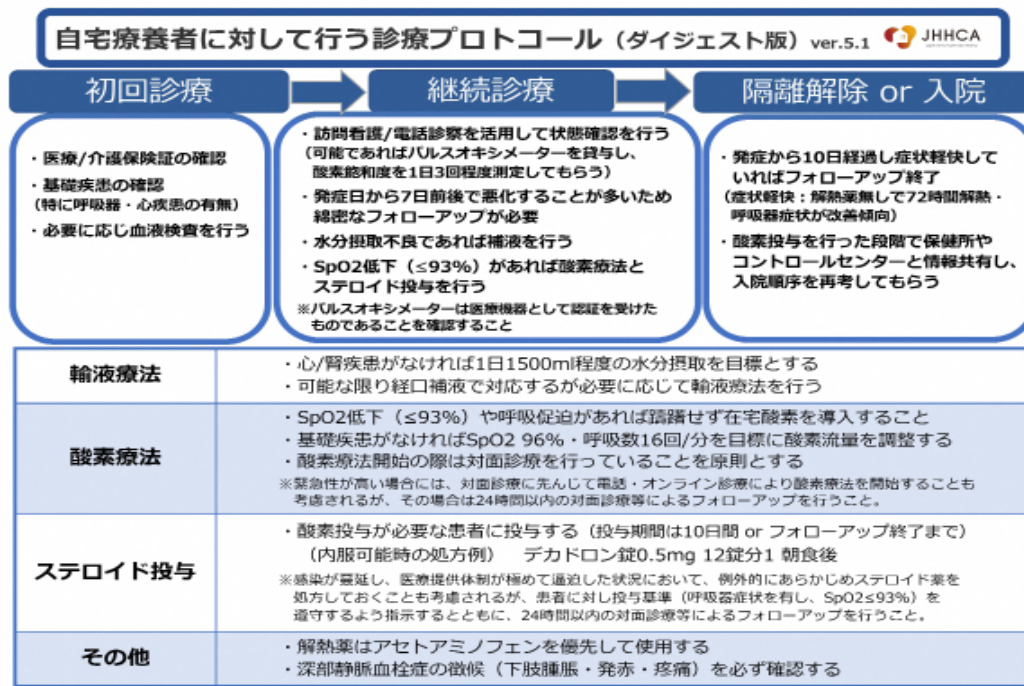 自宅療養者に対して行う診療プロトコール（ダイジェスト版）ver.5.1
JHHCA
初回診療
継続診療
隔離解除 or 入院
・医療/介護保険証の確認
・基礎疾患の確認
（特に呼吸器・心疾患の有無）
・必要に応じ血液検査を行う
・訪問看護/電話診察を活用して状態確認を行う
（可能であればパルスオキシメーターを貸与し、
酸素飽和度を1日3回程度測定してもらう）
・発症日から7日前後で悪化することが多いため
綿密なフォローアップが必要
・水分摂取不良であれば補液を行う
・SpO2低下（≤93%）があれば酸素療法と
ステロイド投与を行う
※パルスオキシメーターは医療機器として認証を受けた
ものであることを確認すること
・発症から10日経過し症状軽快して
いればフォローアップ終了
（症状軽快：解熱薬無しで72時間解熱・
呼吸器症状が改善傾向）
・酸素投与を行った段階で保健所や
コントロールセンターと情報共有し、
入院順序を再考してもらう
輸液療法
・心/腎疾患がなければ1日1500ml程度の水分摂取を目標とする
・可能な限り経口補液で対応するが必要に応じて輸液療法を行う
酸素療法
・SpO2低下（≤93%）や呼吸促迫があれば躊躇せず在宅酸素を導入すること
・基礎疾患がなければSpO2 96%・呼吸数16回/分を目標に酸素流量を調整する
・酸素療法開始の際は対面診療を行っていることを原則とする
※緊急性が高い場合には、対面診療に先んじて電話・オンライン診療により酸素療法を開始することも
考慮されるが、その場合は24時間以内の対面診療等によるフォローアップを行うこと。
ステロイド投与
・酸素投与が必要な患者に投与する（投与期間は10日間 or フォローアップ終了まで）
（内服可能時の処方例） デカドロン錠0.5mg 12錠分1 朝食後
※感染が蔓延し、医療提供体制が極めて逼迫した状況において、例外的にあらかじめステロイド薬を
処方しておくことも考慮されるが、患者に対し投与基準（呼吸器症状を有し、SpO2≤93%）を
遵守するよう指示するとともに、24時間以内の対面診療等によるフォローアップを行うこと。
その他
・解熱薬はアセトアミノフェンを優先して使用する
・深部静脈血栓症の徴候（下肢腫脹・発赤・疼痛）を必ず確認する